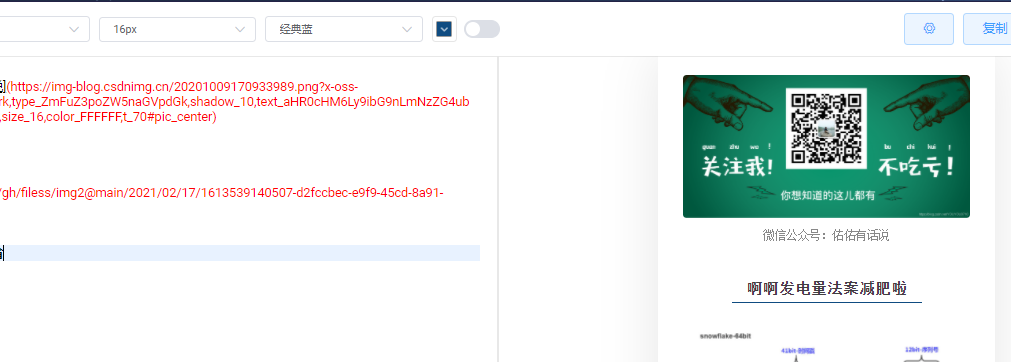 16px
经典蓝
复制
](https://img-blog.csdnimg.cn/20201009170933989.png?x-oss-
rk,type_ZmFuZ3poZW5naGVpdGk,shadow_10,text_aHR0cHM6Ly9ibG9nLmNzZG4ub
,size_16,color_FFFFFF,t_70#pic_center)
/gh/filess/img2@main/2021/02/17/1613539140507-d2fccbec-e9f9-45cd-8a91-
guan zhu wo !
关注我!
bu chi kui !
不吃亏!
你想知道的这儿都有
微信公众号：佑佑有话说
啊啊发电量法案减肥啦
snowflake-64bit
41bit-时间戳
12bit-序列号